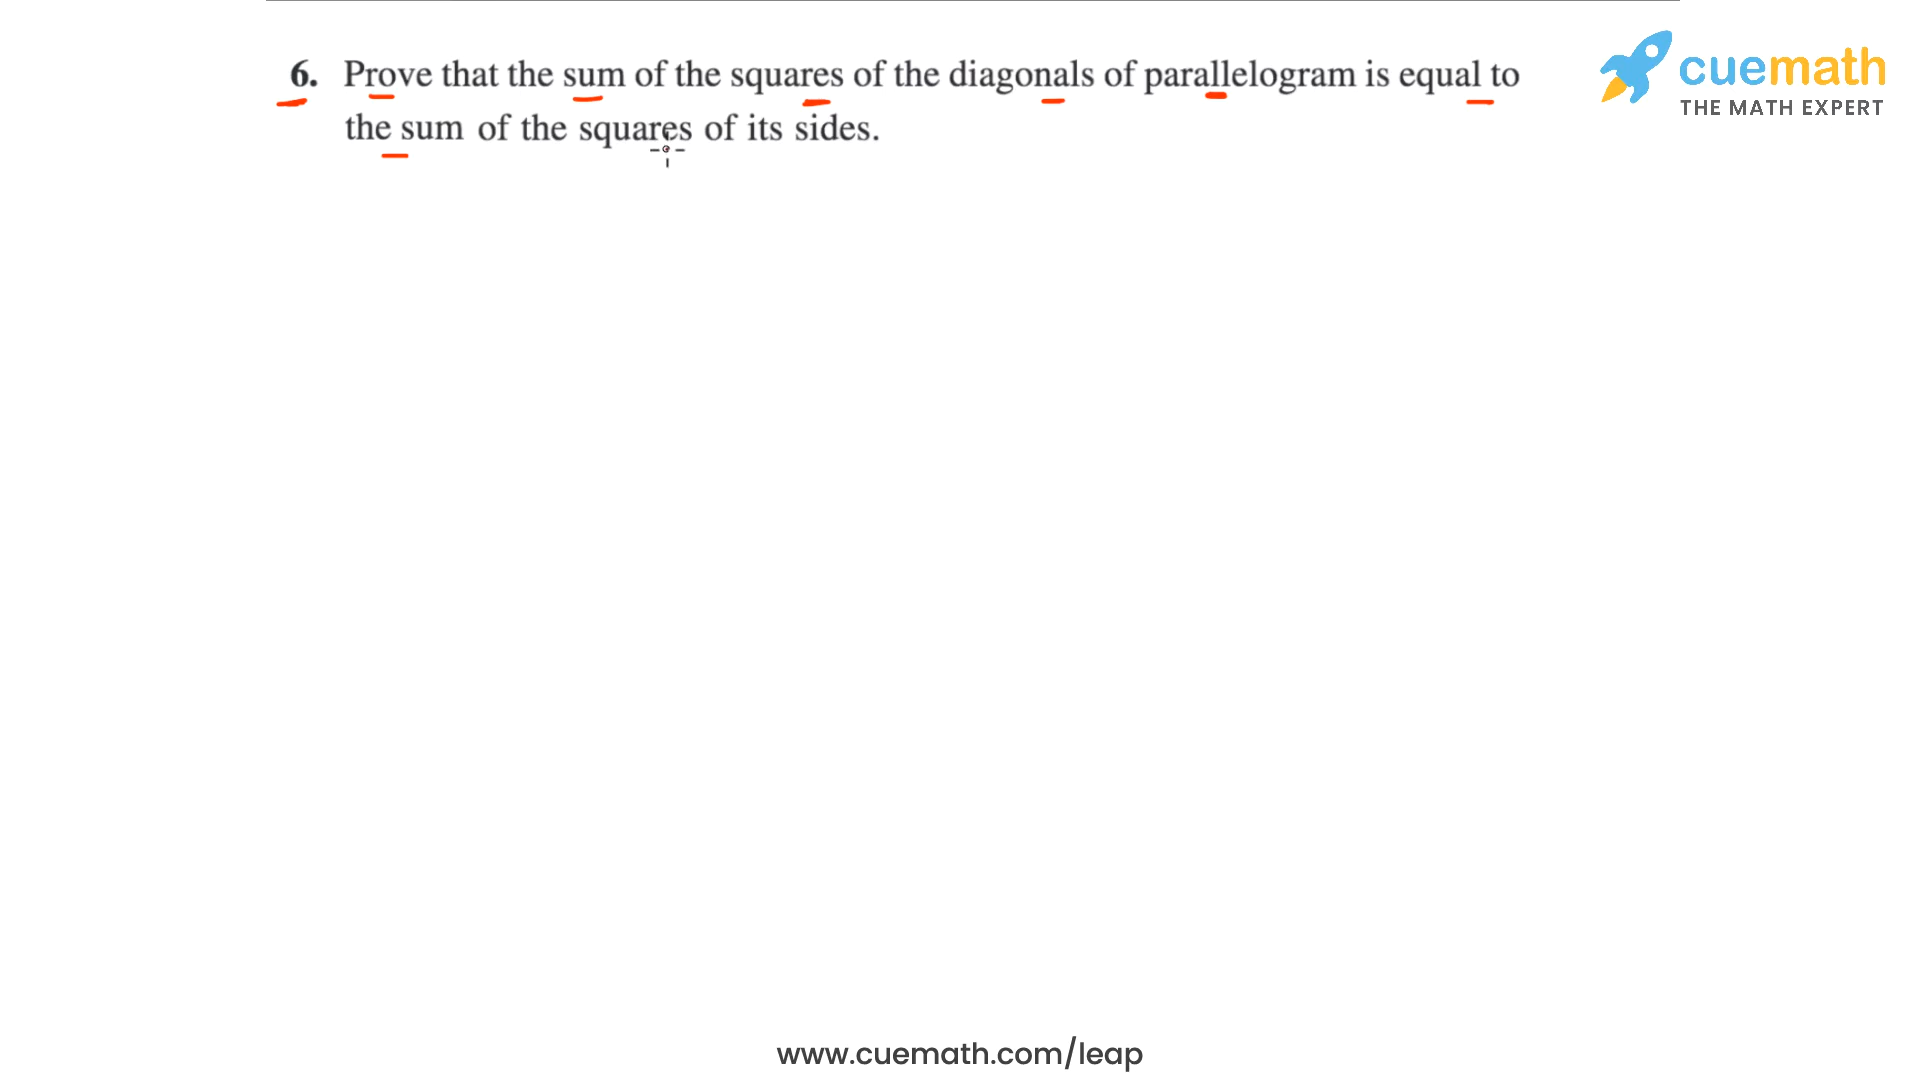 6. Prove that the sum of the squares of the diagonals of parallelogram is equal to
the sum of the squares of its sides.
cuemath
THE MATH EXPERT
www.cuemath.com/leap